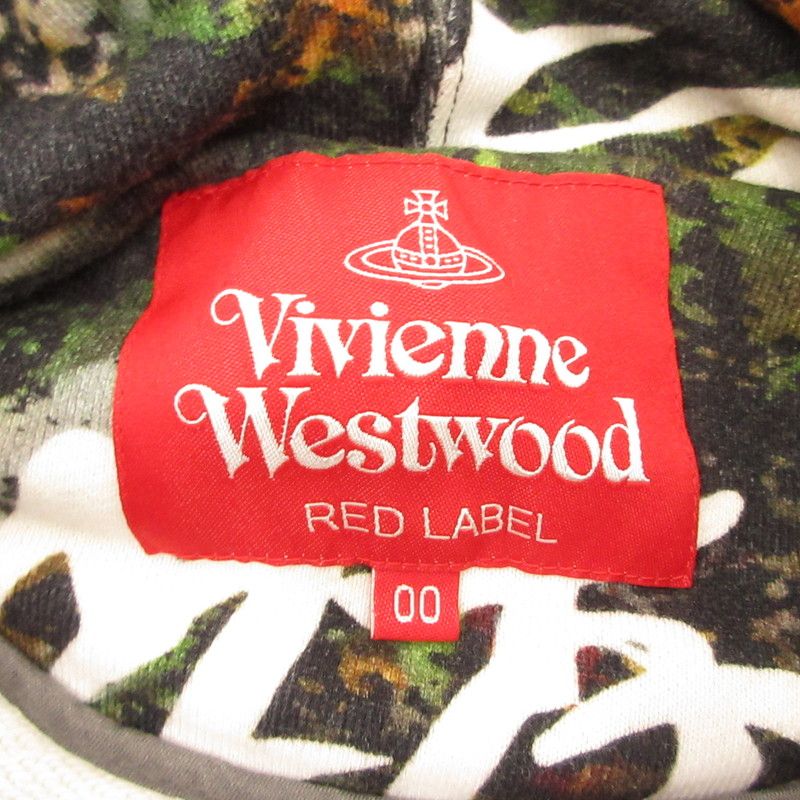 Vivienne
Westwood
RED LABEL
00